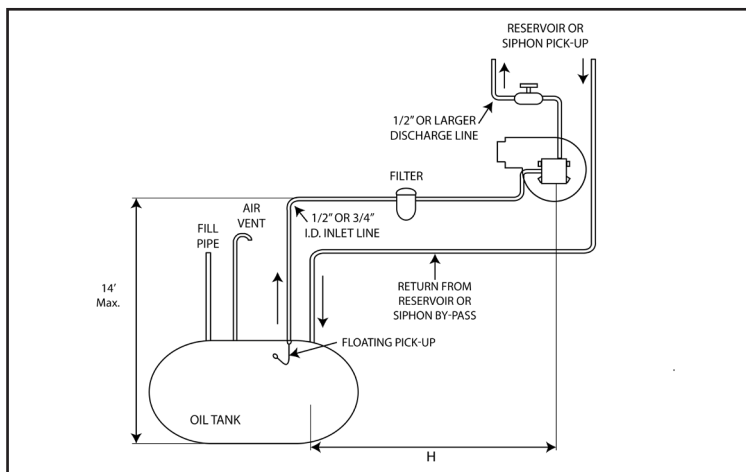 RESERVOIR OR
SIPHON PICK-UP
1/2" OR LARGER
DISCHARGE LINE
FILTER
AIR
VENT
FILL
PIPE
1/2" OR 3/4"
I.D. INLET LINE
14'
Max.
RETURN FROM
RESERVOIR OR
SIPHON BY-PASS
FLOATING PICK-UP
OIL TANK
H